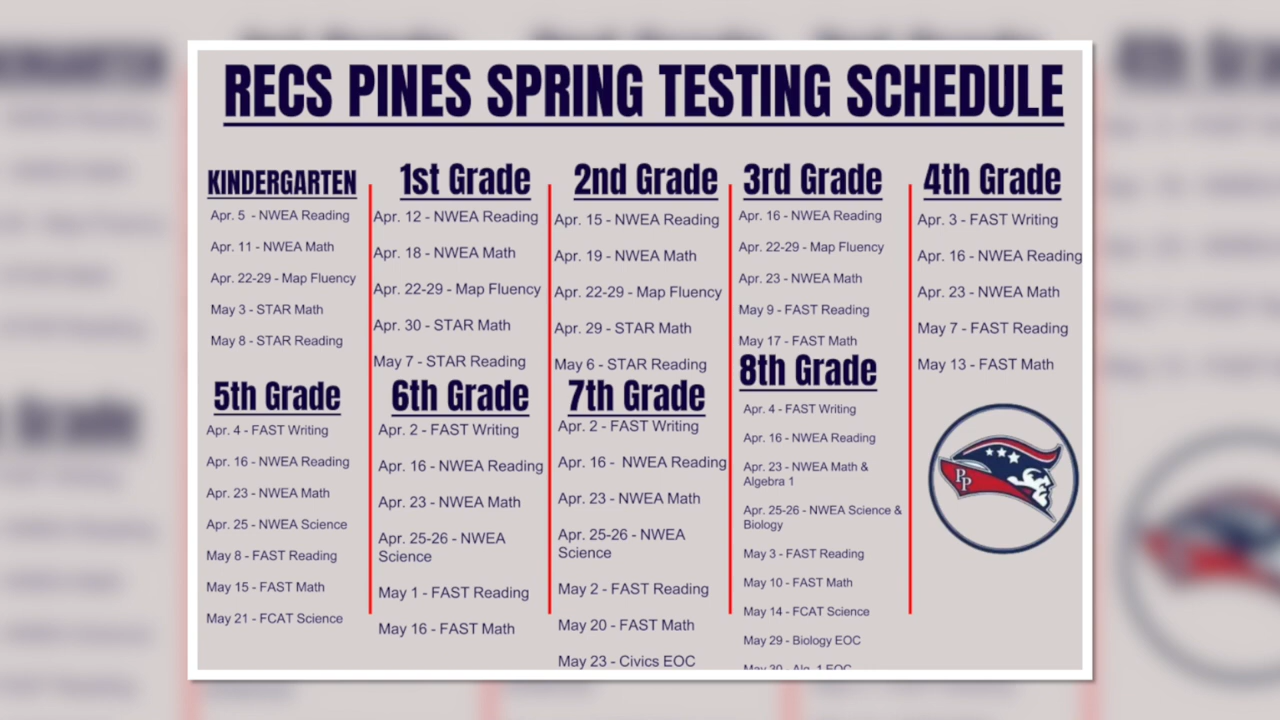 RECS PINES SPRING TESTING SCHEDULE
KINDERGARTEN
Apr. 5 - NWEA Reading
Apr. 11 - NWEA Math
Apr. 22-29 - Map Fluency
May 3 - STAR Math
May 8 - STAR Reading
1st Grade
Apr. 12 - NWEA Reading
Apr. 18 - NWEA Math
Apr. 22-29 - Map Fluency
Apr. 30 - STAR Math
May 7 - STAR Reading
2nd Grade
Apr. 15 - NWEA Reading
Apr. 19 - NWEA Math
Apr. 22-29 - Map Fluency
Apr. 29 - STAR Math
May 6 - STAR Reading
3rd Grade
Apr. 16 - NWEA Reading
Apr. 22-29 - Map Fluency
Apr. 23 - NWEA Math
May 9 - FAST Reading
May 17 - FAST Math
4th Grade
Apr. 3 - FAST Writing
Apr. 16 - NWEA Reading
Apr. 23 - NWEA Math
May 7 - FAST Reading
May 13 - FAST Math
5th Grade
Apr. 4 - FAST Writing
Apr. 16 - NWEA Reading
Apr. 23 - NWEA Math
Apr. 25 - NWEA Science
May 8 - FAST Reading
May 15 - FAST Math
May 21 - FCAT Science
6th Grade
Apr. 2 - FAST Writing
Apr. 16 - NWEA Reading
Apr. 23 - NWEA Math
Apr. 25-26 - NWEA
Science
May 1 - FAST Reading
May 16 - FAST Math
7th Grade
Apr. 2 - FAST Writing
Apr. 16 - NWEA Reading
Apr. 23 - NWEA Math
Apr. 25-26 - NWEA
Science
May 2 - FAST Reading
May 20 - FAST Math
May 23 - Civics EOC
8th Grade
Apr. 4 - FAST Writing
Apr. 16 - NWEA Reading
Apr. 23 - NWEA Math &
Algebra 1
Apr. 25-26 - NWEA Science &
Biology
May 3 - FAST Reading
May 10 - FAST Math
May 14 - FCAT Science
May 29 - Biology EOC
May 30 - Alg. 1 EOC
PP